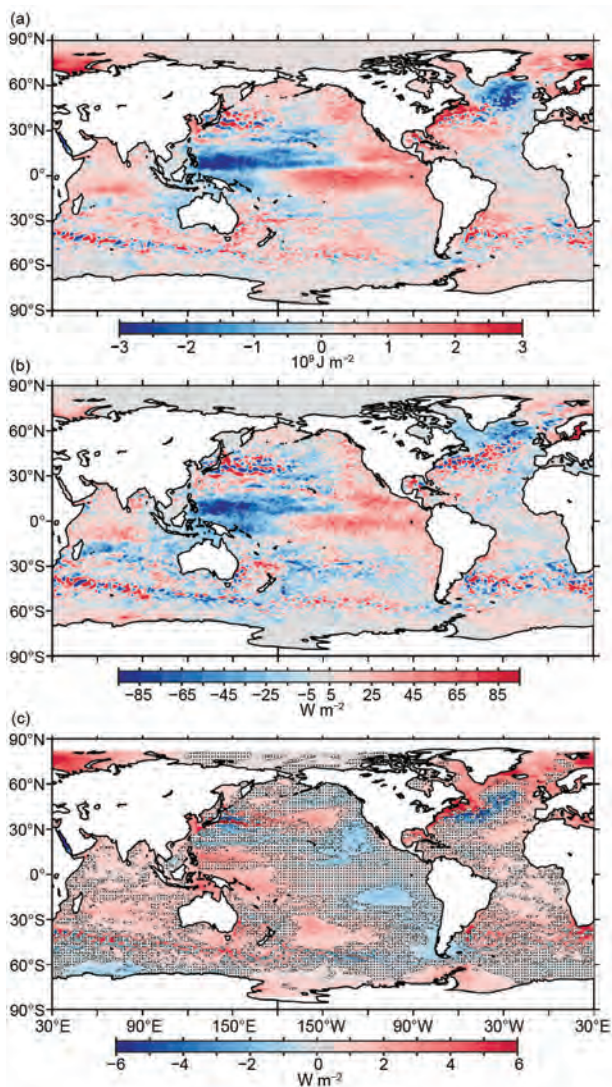 (a)
90°N
60°N
30°N
0°
30°S
60°S
90°S
−3 −2 −1 0 1 2 3
10⁹J m⁻²
(b)
90°N
60°N
30°N
0°
30°S
60°S
90°S
−85 −65 −45 −25 −5 5 25 45 65 85
W m⁻²
(c)
90°N
60°N
30°N
0°
30°S
60°S
90°S
30°E 90°E 150°E 150°W 90°W 30°W 30°E
−6 −4 −2 0 2 4 6
W m⁻²